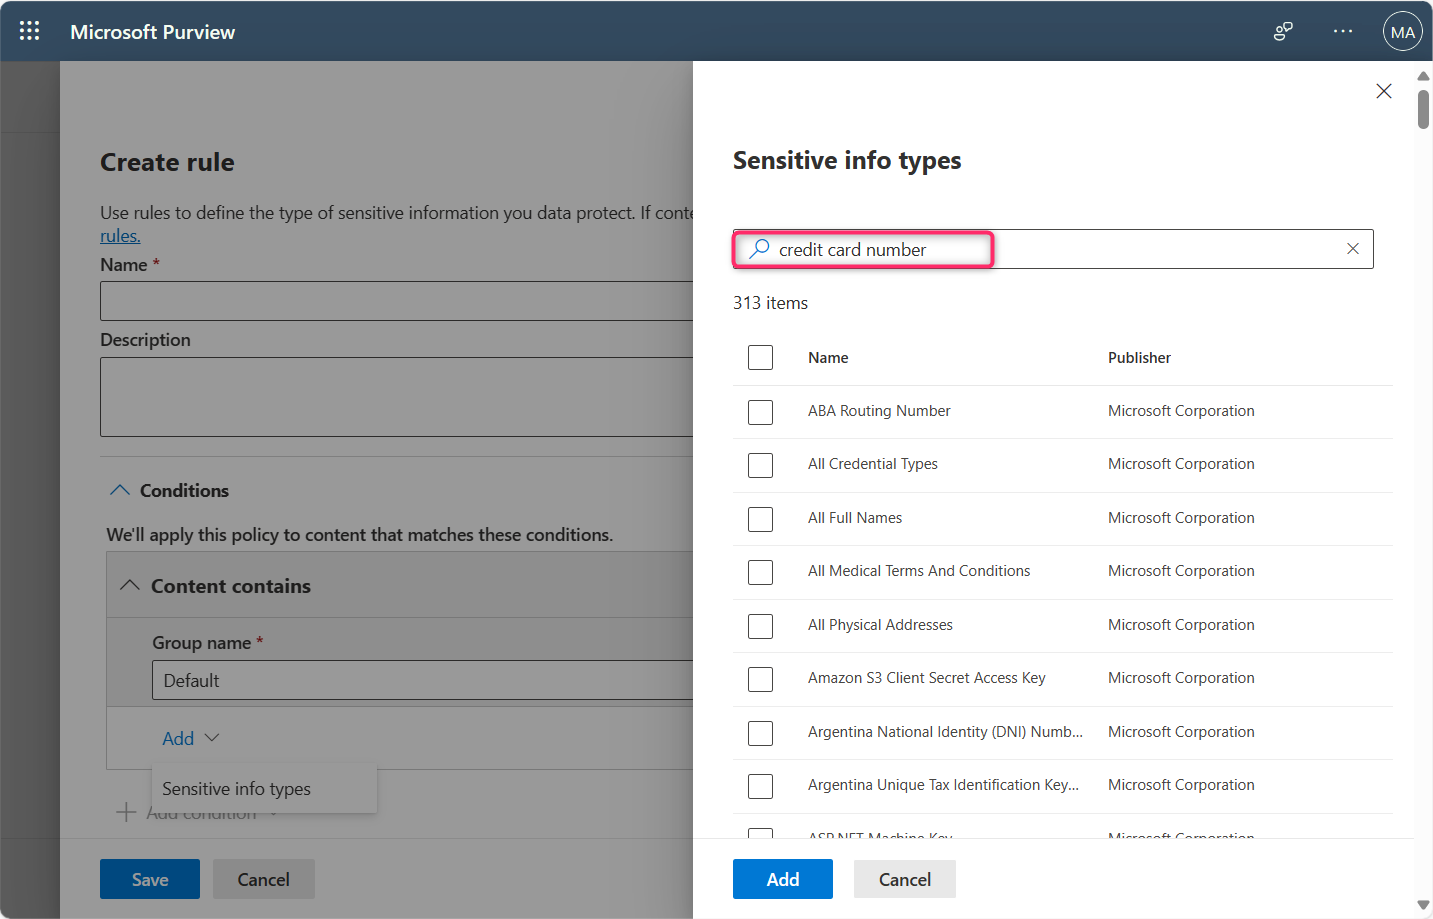 Microsoft Purview
MA
Create rule
Use rules to define the type of sensitive information you data protect. If conte
rules.
Name *
Description
Conditions
We'll apply this policy to content that matches these conditions.
Content contains
Group name *
Default
Add
Sensitive info types
Add condition
Save
Cancel
Sensitive info types
credit card number
313 items
Name Publisher
ABA Routing Number Microsoft Corporation
All Credential Types Microsoft Corporation
All Full Names Microsoft Corporation
All Medical Terms And Conditions Microsoft Corporation
All Physical Addresses Microsoft Corporation
Amazon S3 Client Secret Access Key Microsoft Corporation
Argentina National Identity (DNI) Numb... Microsoft Corporation
Argentina Unique Tax Identification Key... Microsoft Corporation
ASP.NET Machine Key Microsoft Corporation
Add
Cancel